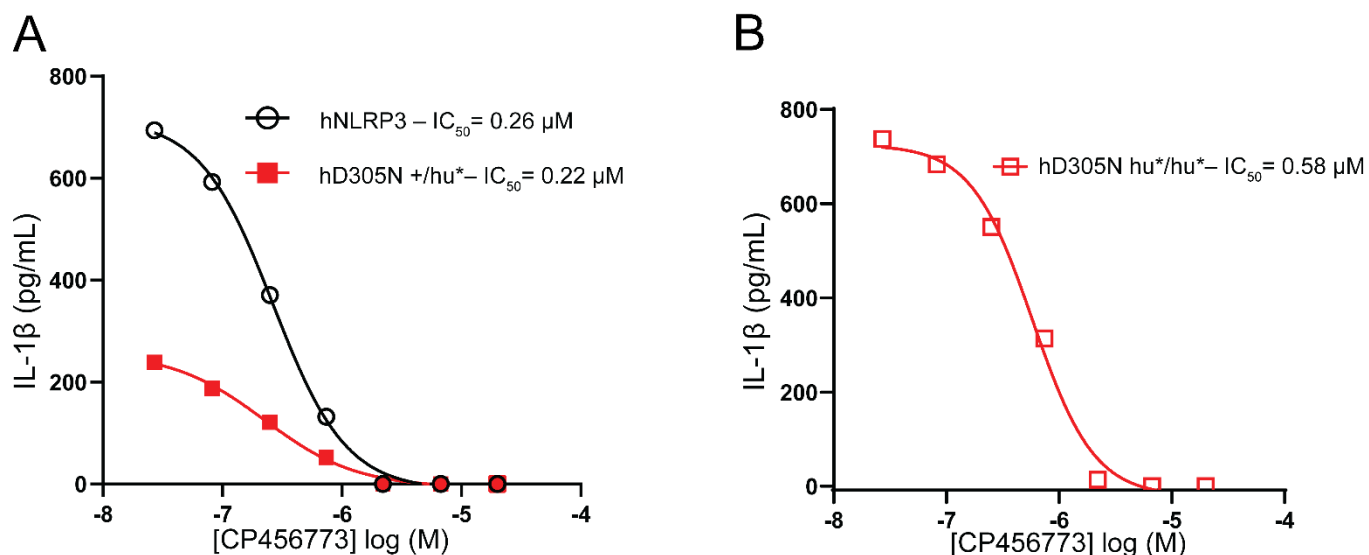 A
800
600
400
200
0
IL-1β (pg/mL)
hNLRP3 – IC50= 0.26 µM
hD305N +/hu*– IC50= 0.22 µM
-8 -7 -6 -5 -4
[CP456773] log (M)
B
800
600
400
200
0
IL-1β (pg/mL)
hD305N hu*/hu*– IC50= 0.58 µM
-8 -7 -6 -5 -4
[CP456773] log (M)